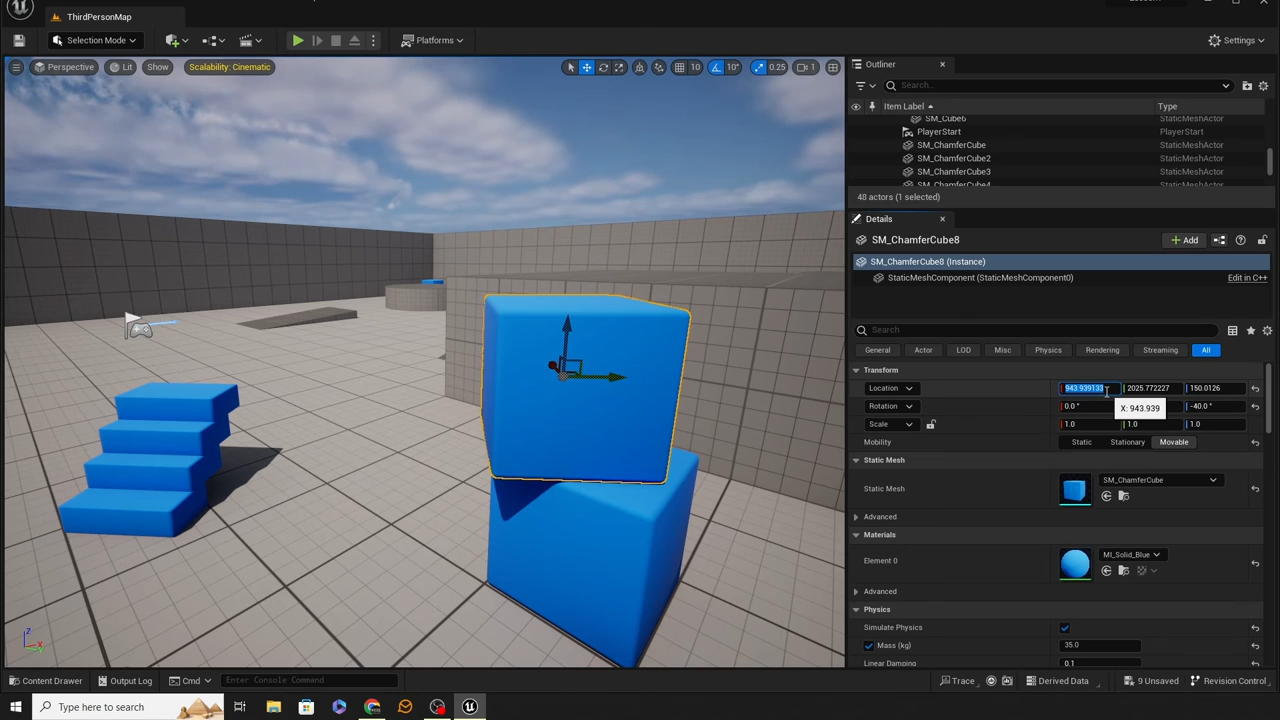 ThirdPersonMap
Selection Mode
Platforms
Settings
Perspective
Lit
Show
Scalability: Cinematic
10
10°
0.25
1
Outliner
Search...
Item Label
Type
SM_Cube6 StaticMeshActor
PlayerStart PlayerStart
SM_ChamferCube StaticMeshActor
SM_ChamferCube2 StaticMeshActor
SM_ChamferCube3 StaticMeshActor
SM_ChamferCube4 StaticMeshActor
48 actors (1 selected)
Details
SM_ChamferCube8
Add
SM_ChamferCube8 (Instance)
StaticMeshComponent (StaticMeshComponent0) Edit in C++
Search
General Actor LOD Misc Physics Rendering Streaming All
Transform
Location 943.939133 2025.772227 150.0126
Rotation 0.0° -40.0°
X: 943.939
Scale 1.0 1.0 1.0
Mobility Static Stationary Movable
Static Mesh
Static Mesh SM_ChamferCube
Advanced
Materials
Element 0 MI_Solid_Blue
Advanced
Physics
Simulate Physics
Mass (kg) 35.0
Linear Damping 0.1
Z
X
Content Drawer Output Log Cmd Enter Console Command Trace Derived Data 9 Unsaved Revision Control
Type here to search